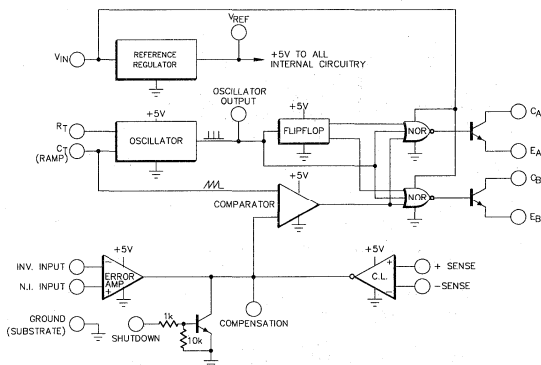 VREF
VIN
REFERENCE
REGULATOR
+5V TO ALL
INTERNAL CIRCUITRY
OSCILLATOR
OUTPUT
+5V
+5V
RT
OSCILLATOR
FLIPFLOP
NOR
CA
CT
(RAMP)
EA
+5V
COMPARATOR
NOR
CB
EB
+5V
+5V
INV. INPUT
−
ERROR
AMP
+
N.I. INPUT
C.L.
+
−
+ SENSE
−SENSE
GROUND
(SUBSTRATE)
SHUTDOWN
1k
10k
COMPENSATION